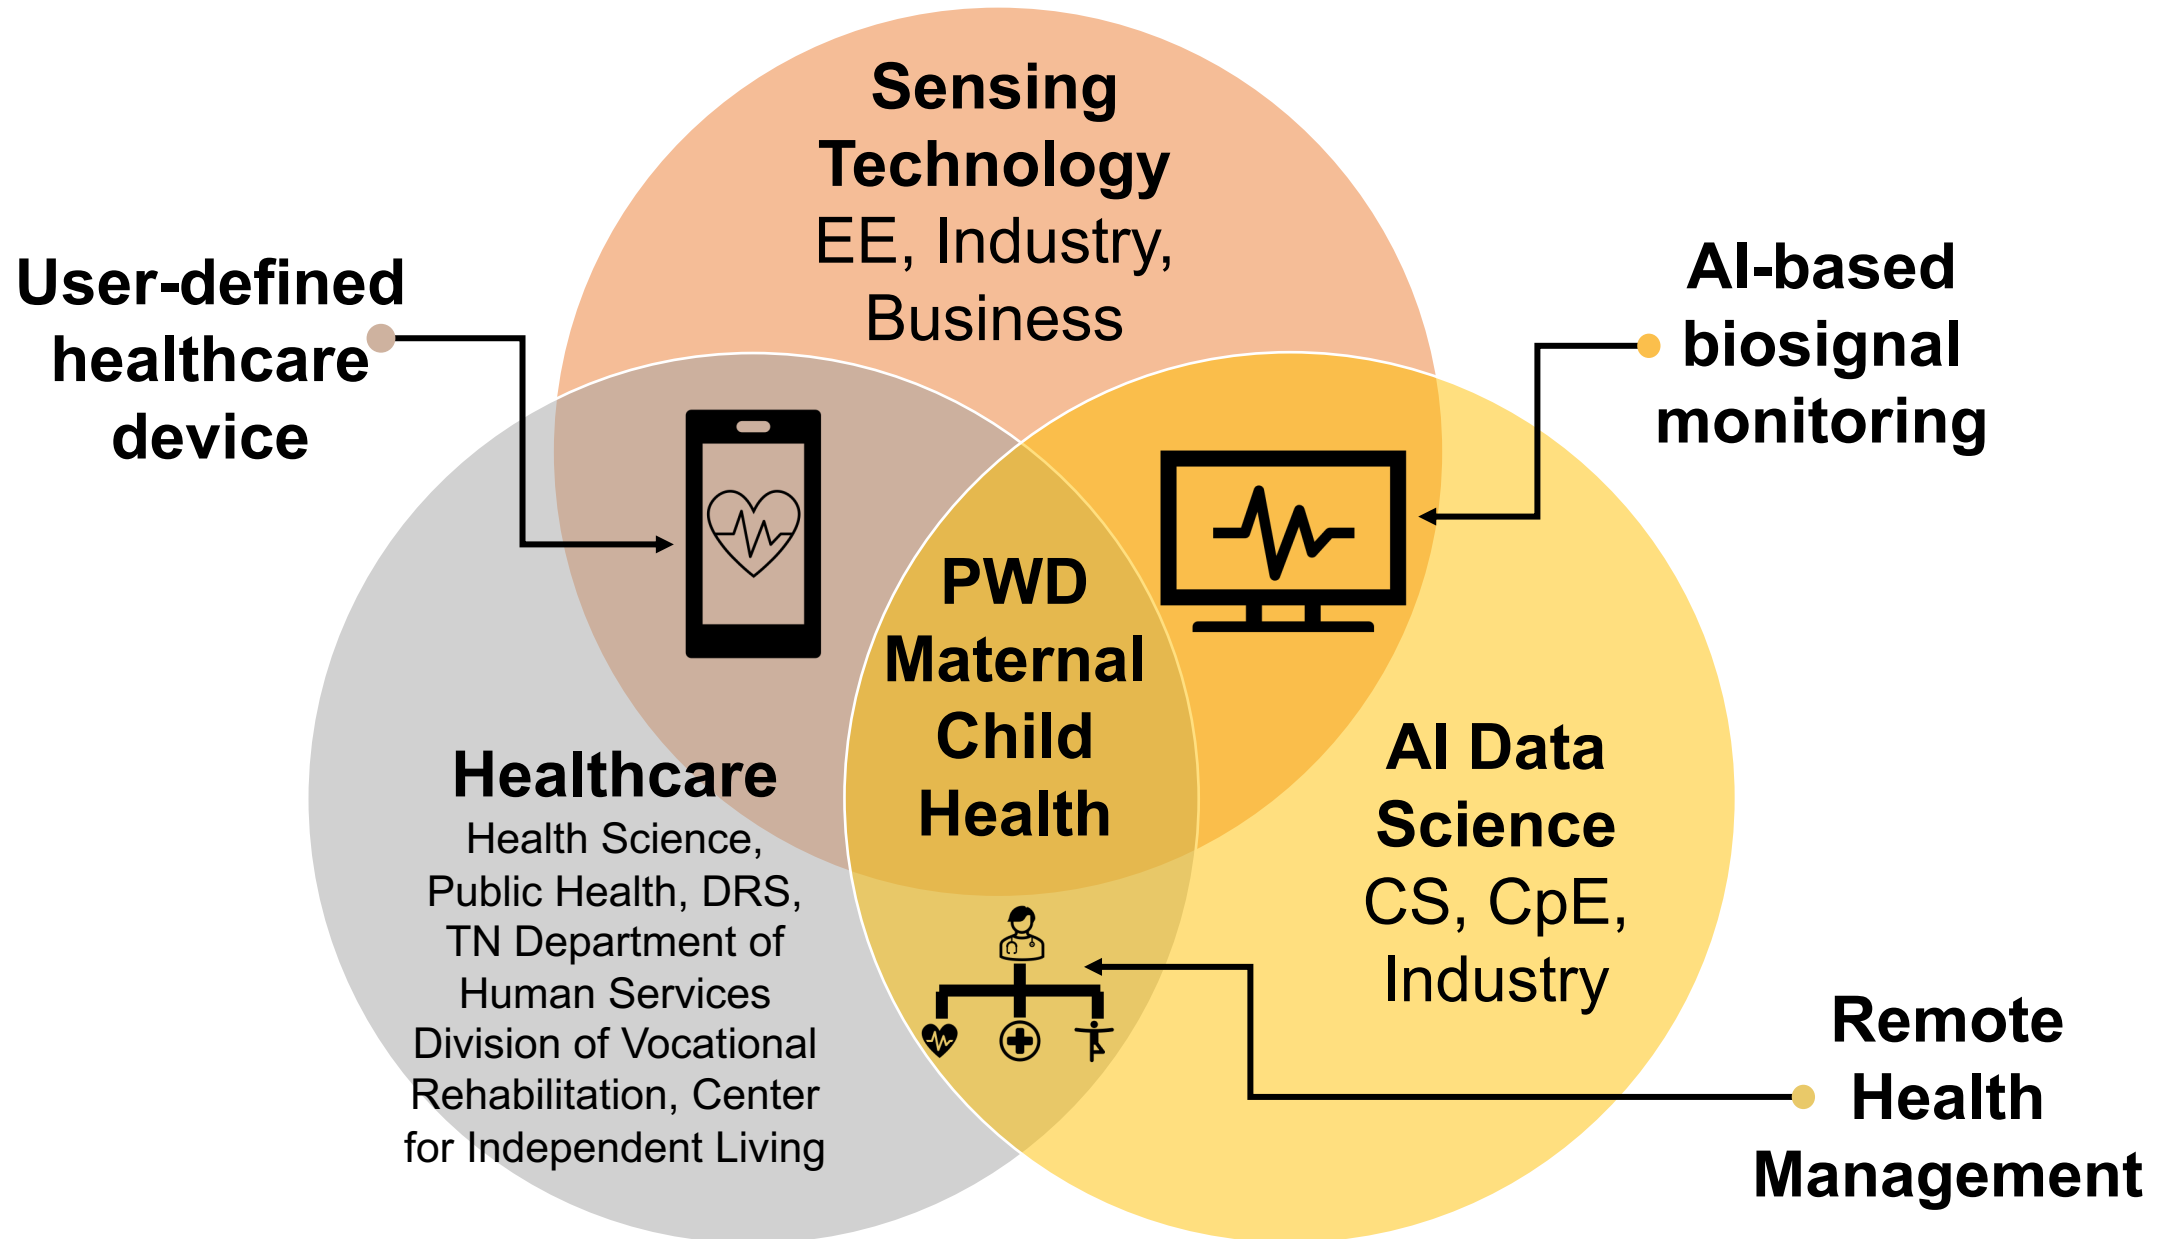 Sensing
Technology
EE, Industry,
Business
User-defined
healthcare
device
AI-based
biosignal
monitoring
PWD
Maternal
Child
Health
Healthcare
Health Science,
Public Health, DRS,
TN Department of
Human Services
Division of Vocational
Rehabilitation, Center
for Independent Living
AI Data
Science
CS, CpE,
Industry
Remote
Health
Management